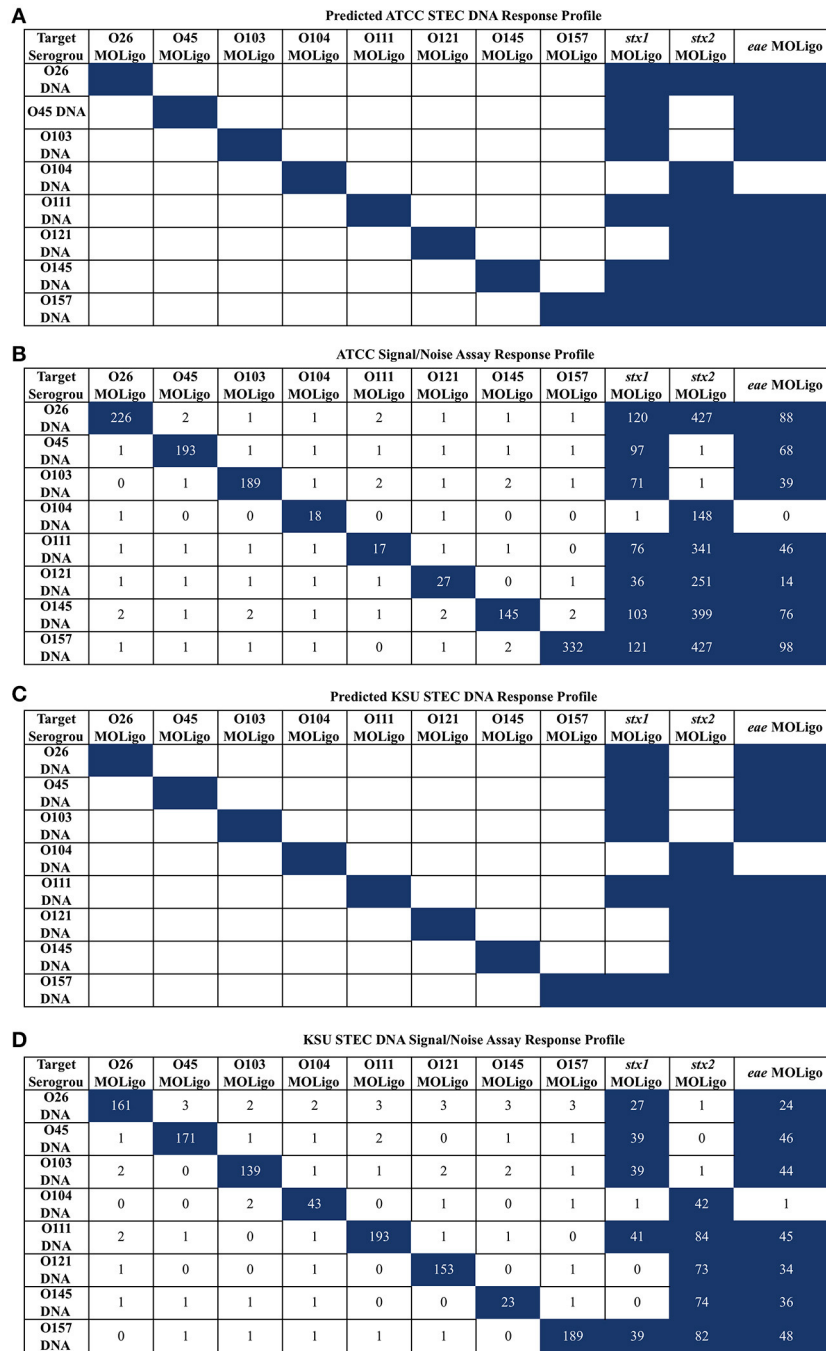 A
Predicted ATCC STEC DNA Response Profile
Target Serogrou O26 MOLigo O45 MOLigo O103 MOLigo O104 MOLigo O111 MOLigo O121 MOLigo O145 MOLigo O157 MOLigo stx1 MOLigo stx2 MOLigo eae MOLigo
O26 DNA
O45 DNA
O103 DNA
O104 DNA
O111 DNA
O121 DNA
O145 DNA
O157 DNA
B
ATCC Signal/Noise Assay Response Profile
Target Serogrou O26 MOLigo O45 MOLigo O103 MOLigo O104 MOLigo O111 MOLigo O121 MOLigo O145 MOLigo O157 MOLigo stx1 MOLigo stx2 MOLigo eae MOLigo
O26 DNA 226 2 1 1 2 1 1 1 120 427 88
O45 DNA 1 193 1 1 1 1 1 1 97 1 68
O103 DNA 0 1 189 1 2 1 2 1 71 1 39
O104 DNA 1 0 0 18 0 1 0 0 1 148 0
O111 DNA 1 1 1 1 17 1 1 0 76 341 46
O121 DNA 1 1 1 1 1 27 0 1 36 251 14
O145 DNA 2 1 2 1 1 2 145 2 103 399 76
O157 DNA 1 1 1 1 0 1 2 332 121 427 98
C
Predicted KSU STEC DNA Response Profile
Target Serogrou O26 MOLigo O45 MOLigo O103 MOLigo O104 MOLigo O111 MOLigo O121 MOLigo O145 MOLigo O157 MOLigo stx1 MOLigo stx2 MOLigo eae MOLigo
O26 DNA
O45 DNA
O103 DNA
O104 DNA
O111 DNA
O121 DNA
O145 DNA
O157 DNA
D
KSU STEC DNA Signal/Noise Assay Response Profile
Target Serogrou O26 MOLigo O45 MOLigo O103 MOLigo O104 MOLigo O111 MOLigo O121 MOLigo O145 MOLigo O157 MOLigo stx1 MOLigo stx2 MOLigo eae MOLigo
O26 DNA 161 3 2 2 3 3 3 3 27 1 24
O45 DNA 1 171 1 1 2 0 1 1 39 0 46
O103 DNA 2 0 139 1 1 2 2 1 39 1 44
O104 DNA 0 0 2 43 0 1 0 1 1 42 1
O111 DNA 2 1 0 1 193 1 1 0 41 84 45
O121 DNA 1 0 0 1 0 153 0 1 0 73 34
O145 DNA 1 1 1 1 0 0 23 1 0 74 36
O157 DNA 0 1 1 1 1 1 0 189 39 82 48